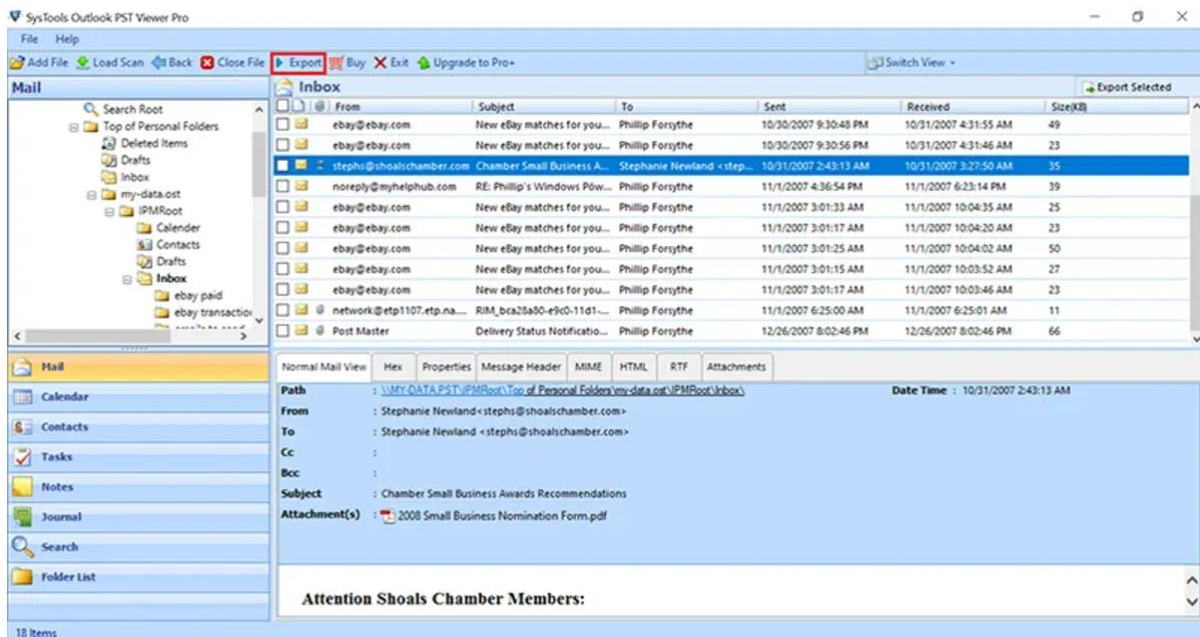 SysTools Outlook PST Viewer Pro
File Help
Add File Load Scan Back Close File Export Buy Exit Upgrade to Pro+ Switch View
Mail
Inbox
Export Selected
Search Root
Top of Personal Folders
Deleted Items
Drafts
Inbox
my-data.ost
IPMRoot
Calender
Contacts
Drafts
Inbox
ebay paid
ebay transaction
From Subject To Sent Received Size(KB)
ebay@ebay.com New eBay matches for you... Phillip Forsythe 10/30/2007 9:30:48 PM 10/31/2007 4:31:55 AM 49
ebay@ebay.com New eBay matches for you... Phillip Forsythe 10/30/2007 9:30:56 PM 10/31/2007 4:31:46 AM 23
stephs@shoalschamber.com Chamber Small Business A... Stephanie Newland <step... 10/31/2007 2:43:13 AM 10/31/2007 3:27:50 AM 35
noreply@myhelphub.com RE: Phillip's Windows Pów... Phillip Forsythe 11/1/2007 4:36:54 PM 11/1/2007 6:23:14 PM 39
ebay@ebay.com New eBay matches for you... Phillip Forsythe 11/1/2007 3:01:33 AM 11/1/2007 10:04:35 AM 25
ebay@ebay.com New eBay matches for you... Phillip Forsythe 11/1/2007 3:01:17 AM 11/1/2007 10:04:20 AM 23
ebay@ebay.com New eBay matches for you... Phillip Forsythe 11/1/2007 3:01:25 AM 11/1/2007 10:04:02 AM 50
ebay@ebay.com New eBay matches for you... Phillip Forsythe 11/1/2007 3:01:15 AM 11/1/2007 10:03:52 AM 27
ebay@ebay.com New eBay matches for you... Phillip Forsythe 11/1/2007 3:01:17 AM 11/1/2007 10:03:46 AM 23
network@etp1107.etp.na.... RIM_bca28a80-e9c0-11d1-... Phillip Forsythe 11/1/2007 6:25:00 AM 11/1/2007 6:25:01 AM 11
Post Master Delivery Status Notificatio... Phillip Forsythe 12/26/2007 8:02:46 PM 12/26/2007 8:02:46 PM 66
Mail
Calendar
Contacts
Tasks
Notes
Journal
Search
Folder List
Normal Mail View Hex Properties Message Header MIME HTML RTF Attachments
Path : \\MY-DATA.PST\IPMRoot\Top of Personal Folders\my-data.ost\IPMRoot\Inbox\ Date Time : 10/31/2007 2:43:13 AM
From : Stephanie Newland<stephs@shoalschamber.com>
To : Stephanie Newland <stephs@shoalschamber.com>
Cc :
Bcc :
Subject : Chamber Small Business Awards Recommendations
Attachment(s) : 2008 Small Business Nomination Form.pdf
Attention Shoals Chamber Members:
18 Items